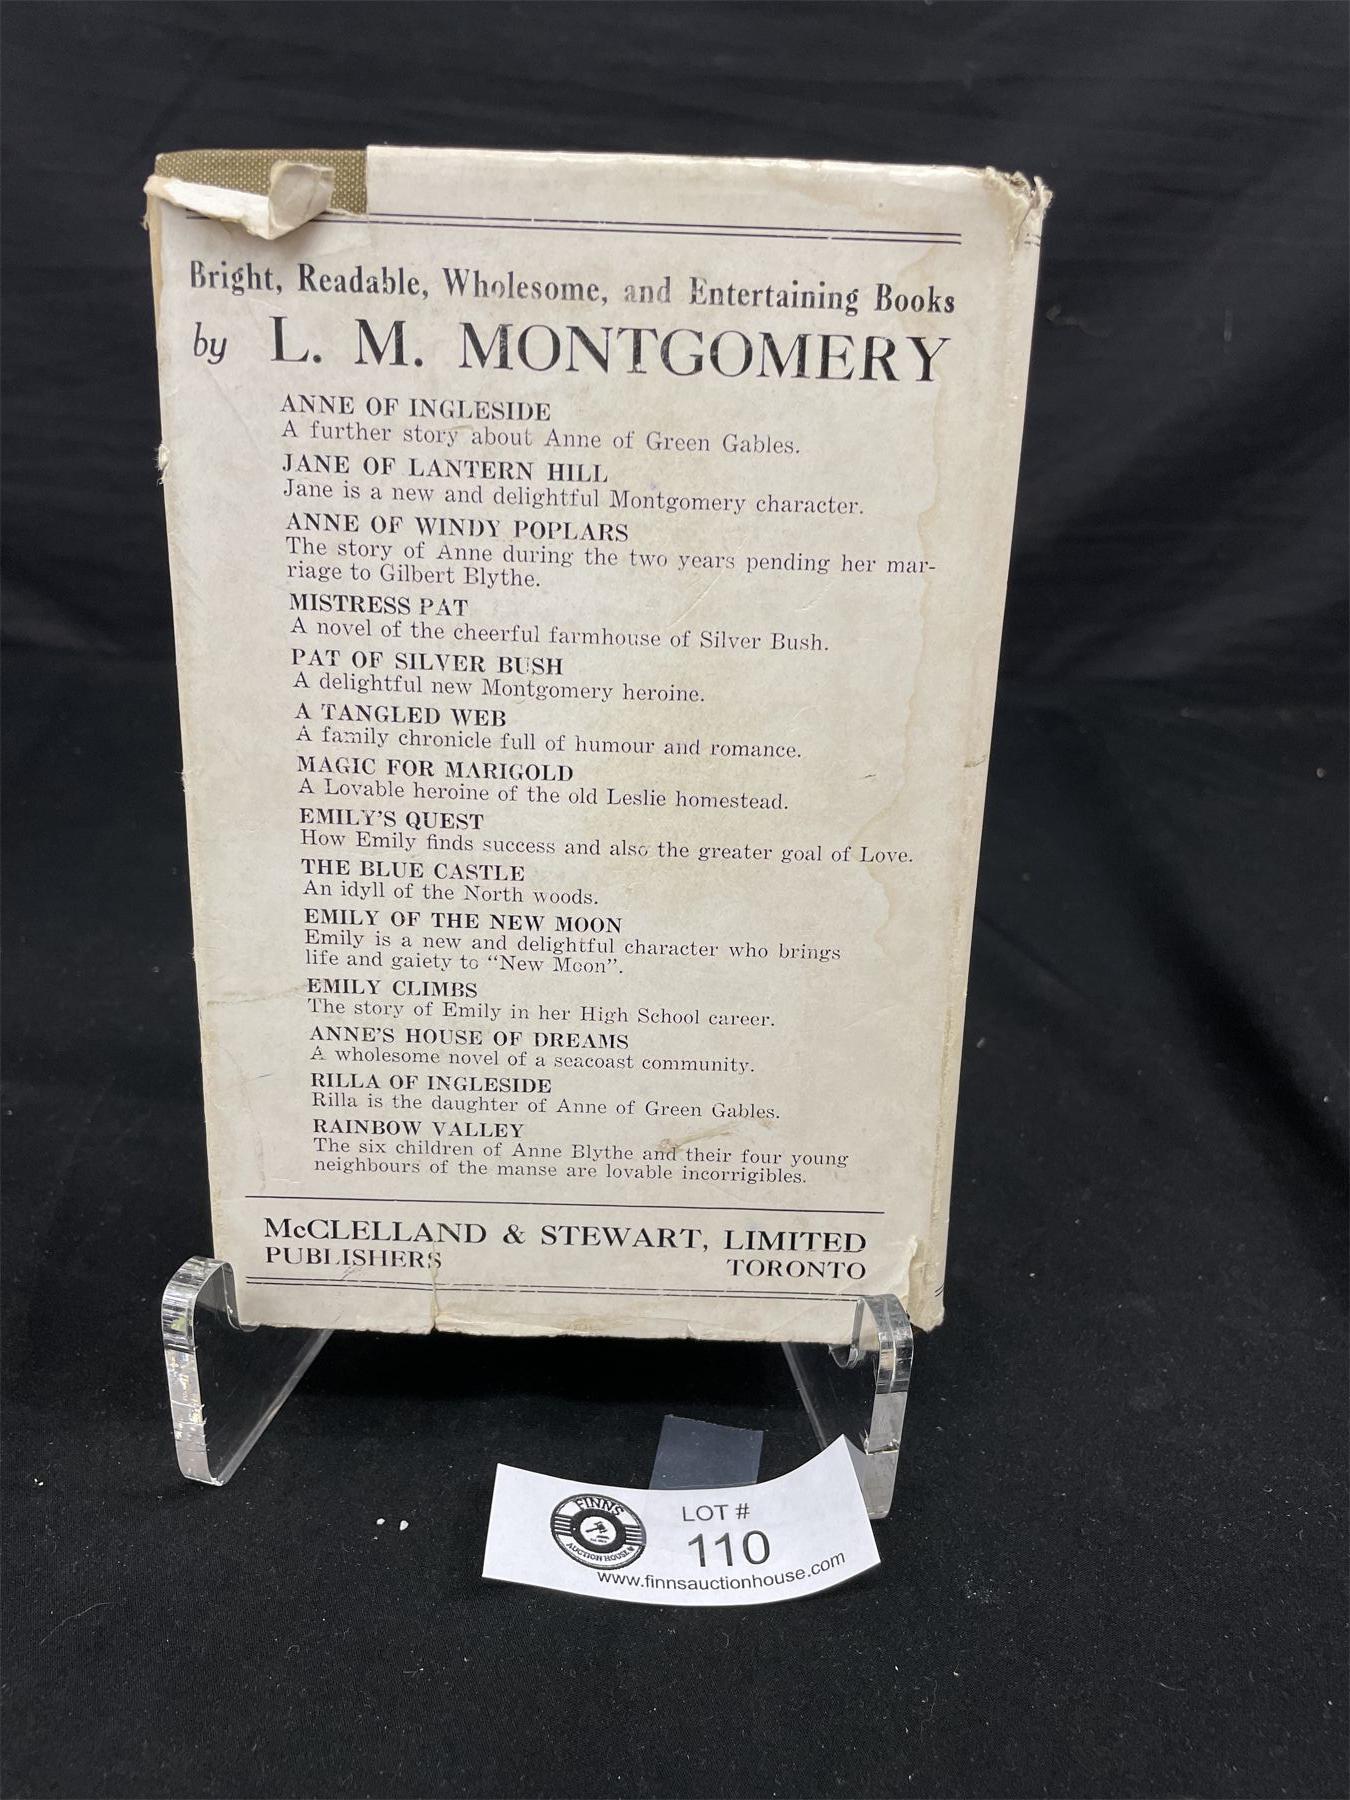 Bright, Readable, Wholesome, and Entertaining Books
by L. M. MONTGOMERY
ANNE OF INGLESIDE
A further story about Anne of Green Gables.
JANE OF LANTERN HILL
Jane is a new and delightful Montgomery character.
ANNE OF WINDY POPLARS
The story of Anne during the two years pending her mar-
riage to Gilbert Blythe.
MISTRESS PAT
A novel of the cheerful farmhouse of Silver Bush.
PAT OF SILVER BUSH
A delightful new Montgomery heroine.
A TANGLED WEB
A family chronicle full of humour and romance.
MAGIC FOR MARIGOLD
A Lovable heroine of the old Leslie homestead.
EMILY'S QUEST
How Emily finds success and also the greater goal of Love.
THE BLUE CASTLE
An idyll of the North woods.
EMILY OF THE NEW MOON
Emily is a new and delightful character who brings
life and gaiety to “New Moon”.
EMILY CLIMBS
The story of Emily in her High School career.
ANNE'S HOUSE OF DREAMS
A wholesome novel of a seacoast community.
RILLA OF INGLESIDE
Rilla is the daughter of Anne of Green Gables.
RAINBOW VALLEY
The six children of Anne Blythe and their four young
neighbours of the manse are lovable incorrigibles.
McCLELLAND & STEWART, LIMITED
PUBLISHERS TORONTO
FINNS
AUCTION HOUSE
LOT #
110
www.finnsauctionhouse.com